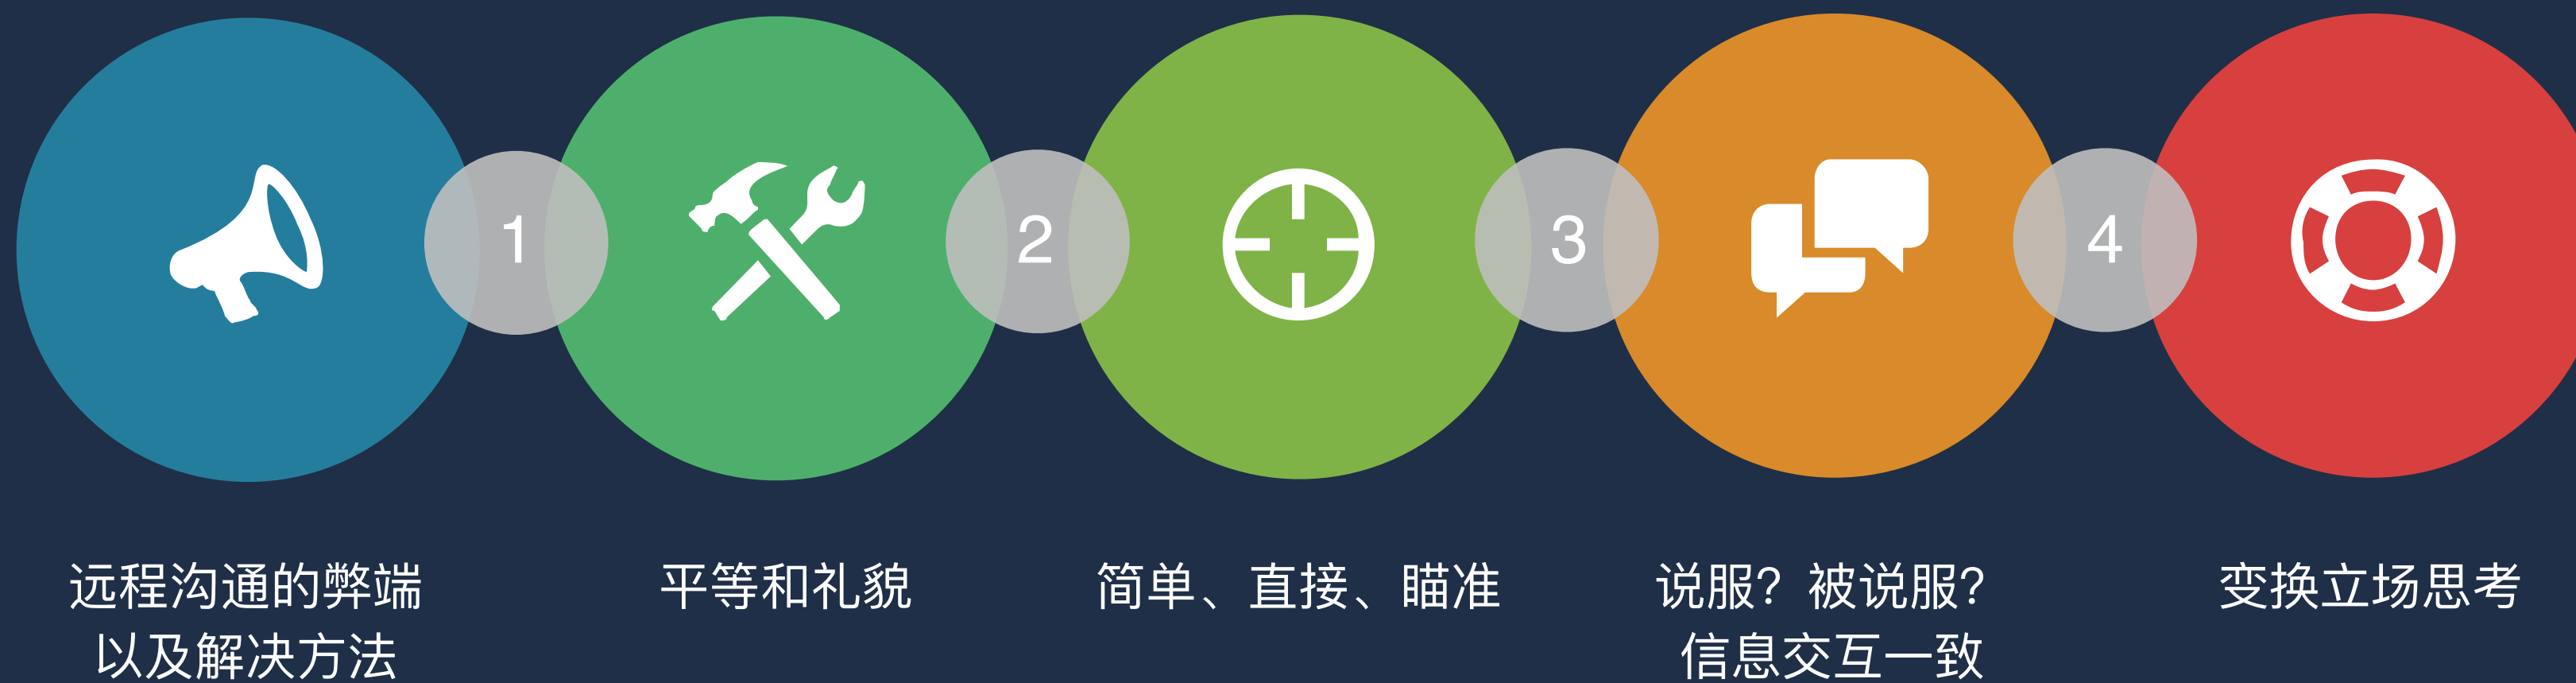 1
2
3
4
远程沟通的弊端
以及解决方法
平等和礼貌
简单、直接、瞄准
说服？被说服？
信息交互一致
变换立场思考